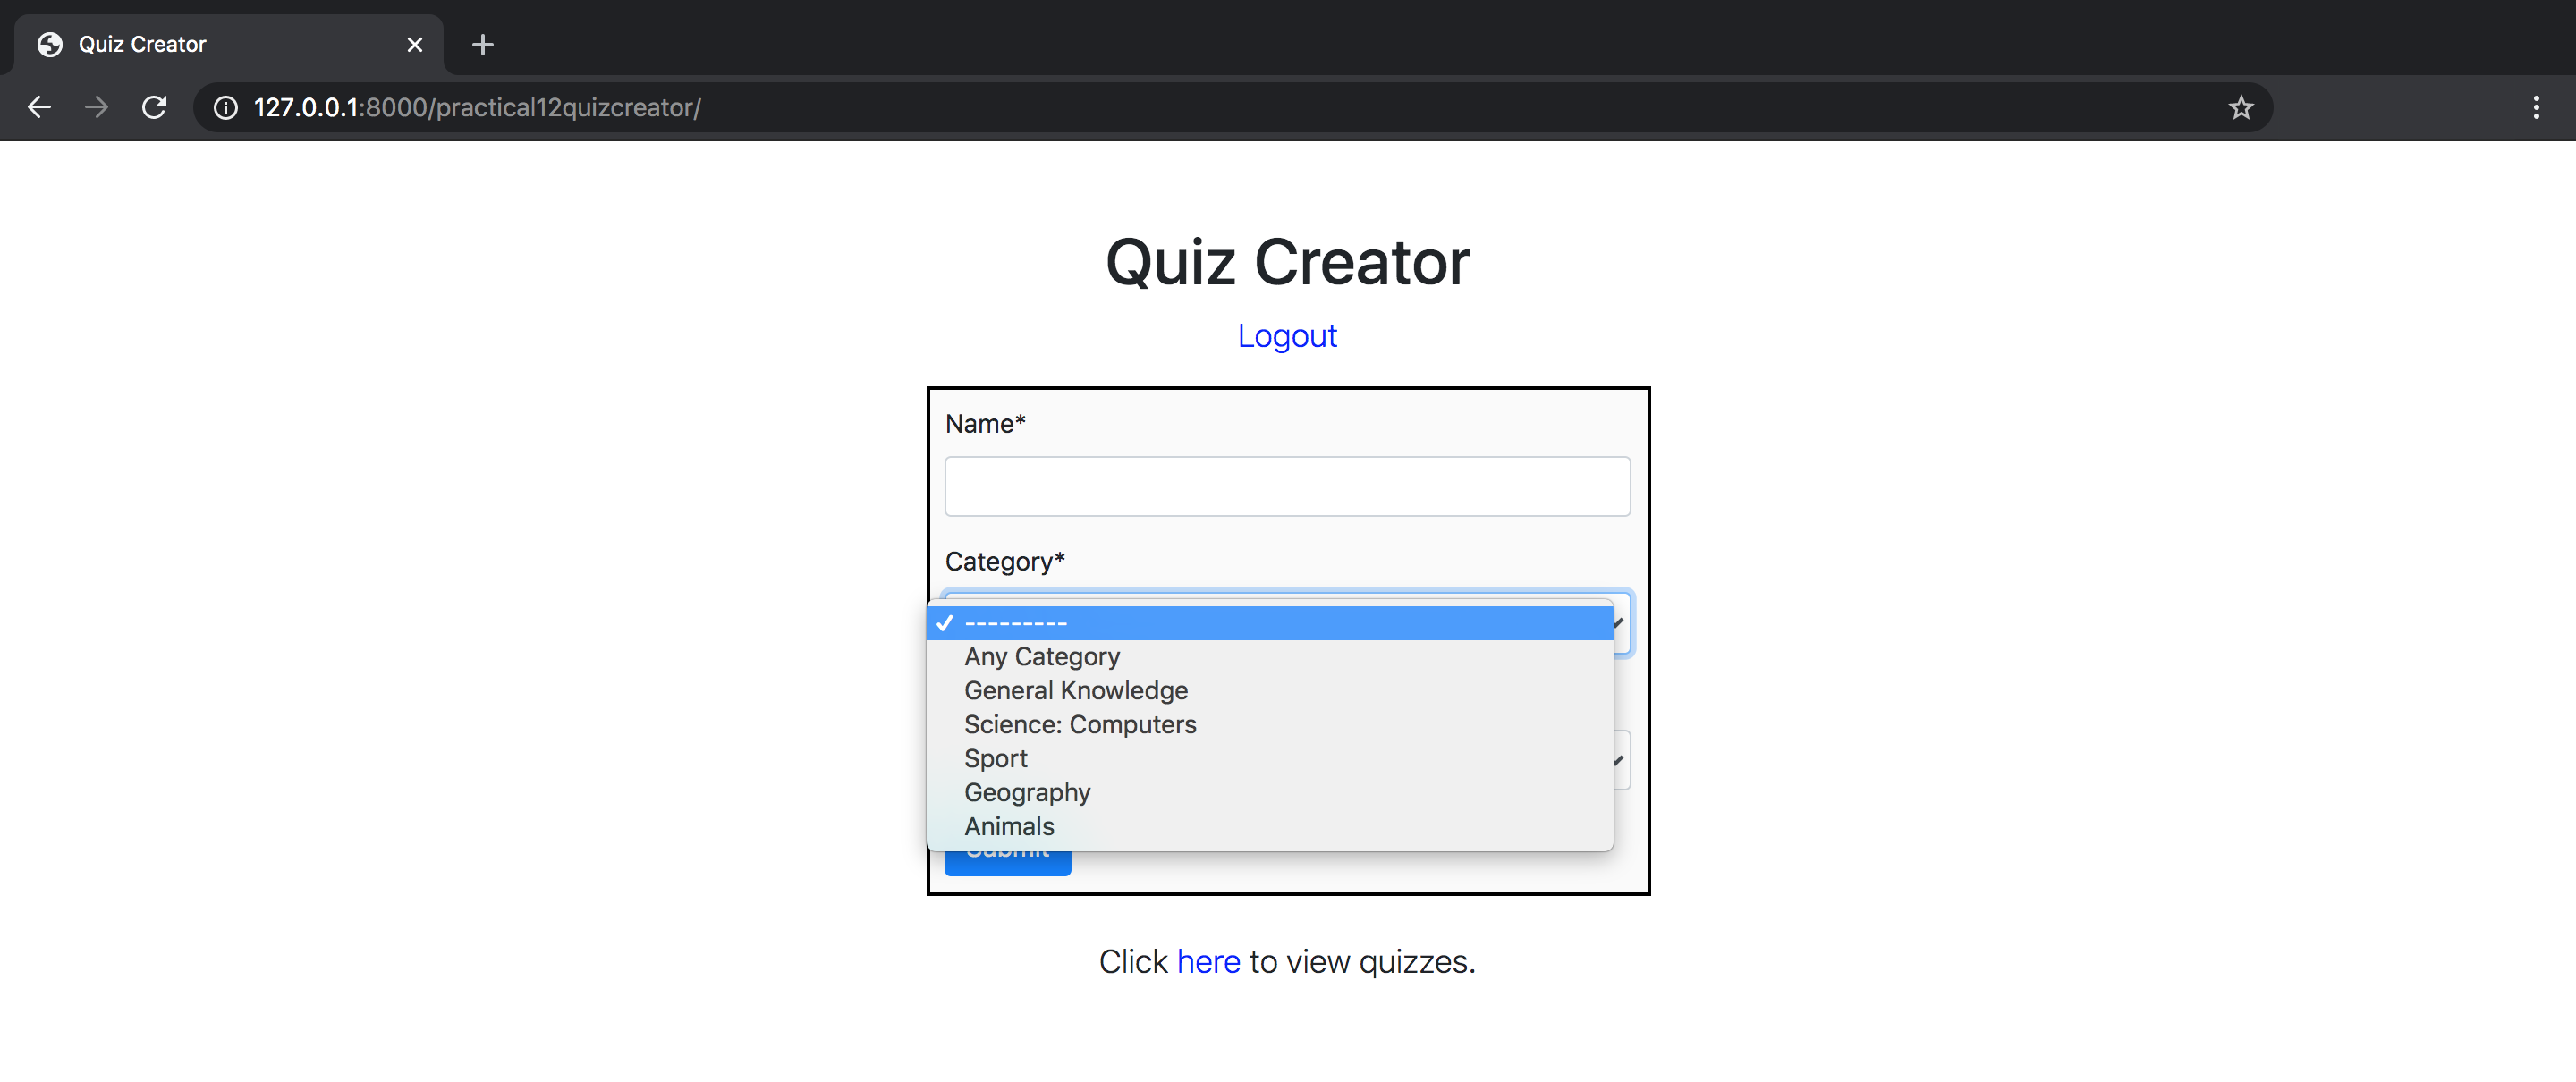 Quiz Creator
127.0.0.1:8000/practical12quizcreator/
Quiz Creator
Logout
Name*
Category*
---------
Any Category
General Knowledge
Science: Computers
Sport
Geography
Animals
Submit
Click here to view quizzes.